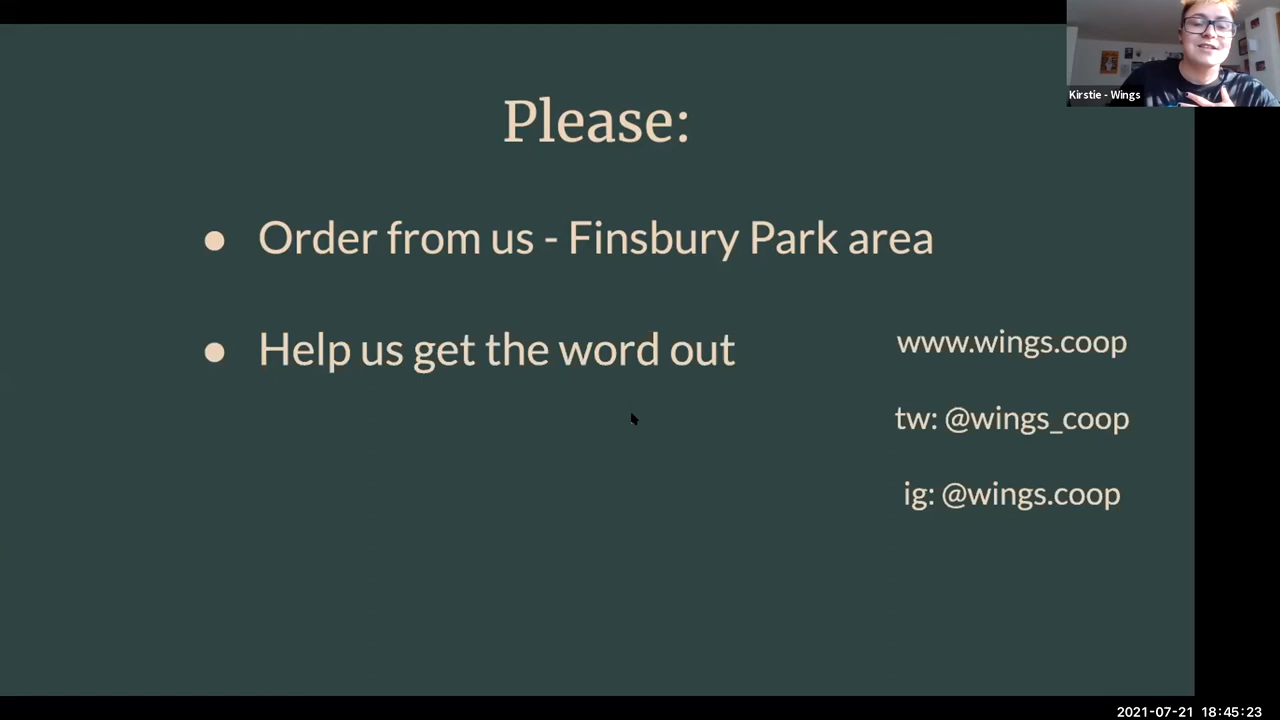 Kirstie - Wings
Please:
● Order from us - Finsbury Park area
● Help us get the word out
www.wings.coop
tw: @wings_coop
ig: @wings.coop
2021-07-21 18:45:23